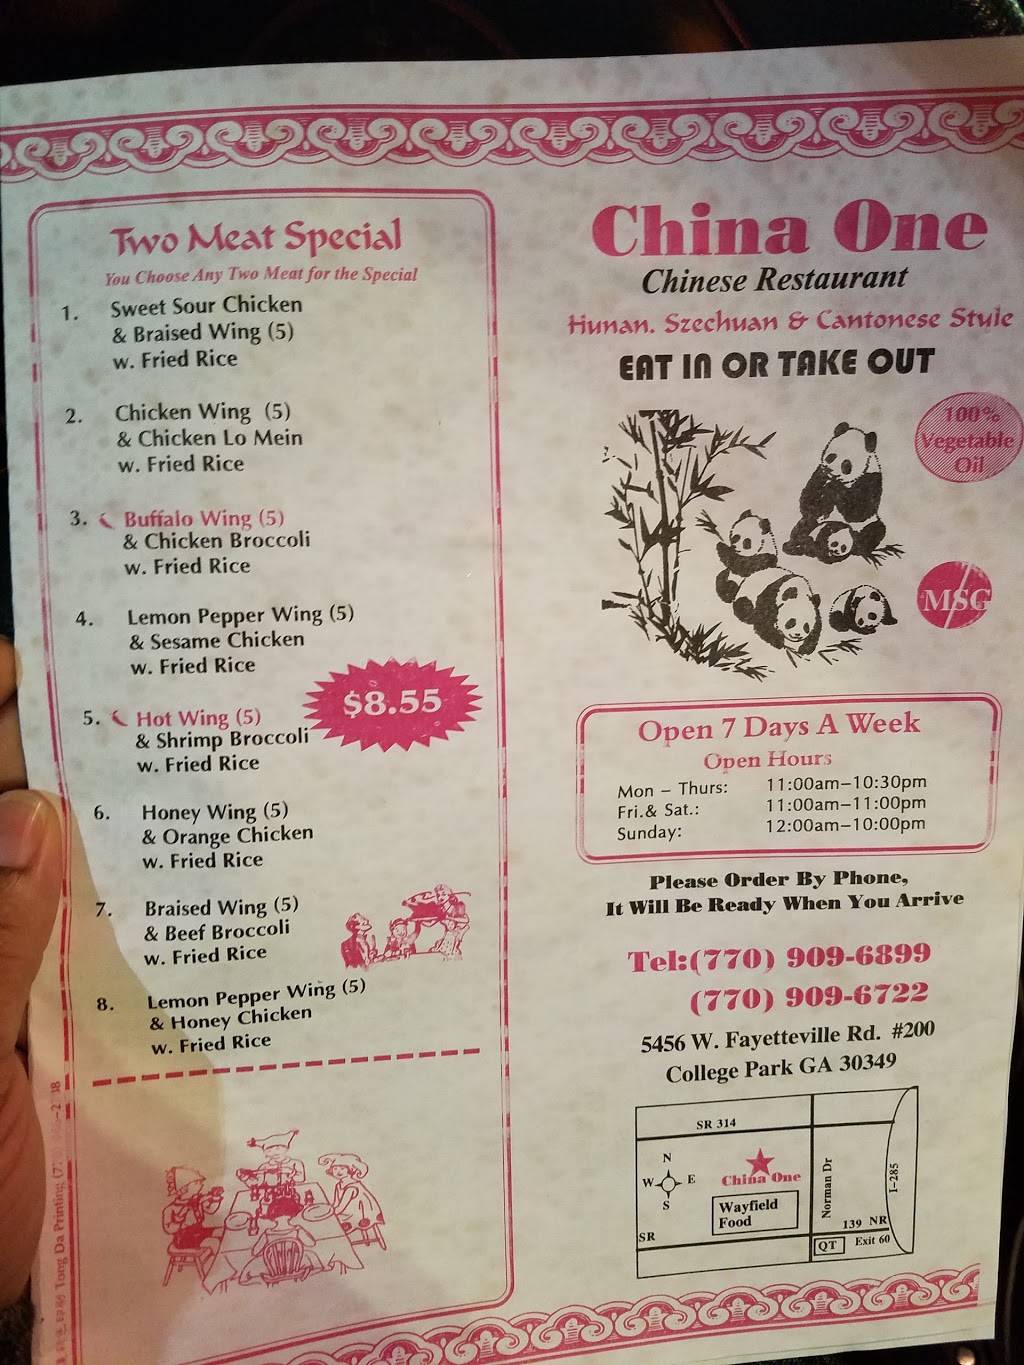 Two Meat Special
You Choose Any Two Meat for the Special
1. Sweet Sour Chicken
& Braised Wing (5)
w. Fried Rice
2. Chicken Wing (5)
& Chicken Lo Mein
w. Fried Rice
3. Buffalo Wing (5)
& Chicken Broccoli
w. Fried Rice
4. Lemon Pepper Wing (5)
& Sesame Chicken
w. Fried Rice
$8.55
5. Hot Wing (5)
& Shrimp Broccoli
w. Fried Rice
6. Honey Wing (5)
& Orange Chicken
w. Fried Rice
7. Braised Wing (5)
& Beef Broccoli
w. Fried Rice
8. Lemon Pepper Wing (5)
& Honey Chicken
w. Fried Rice
Tong Da Printing
China One
Chinese Restaurant
Hunan. Szechuan & Cantonese Style
EAT IN OR TAKE OUT
100%
Vegetable
Oil
MSG
Open 7 Days A Week
Open Hours
Mon – Thurs: 11:00am–10:30pm
Fri.& Sat.: 11:00am–11:00pm
Sunday: 12:00am–10:00pm
Please Order By Phone,
It Will Be Ready When You Arrive
Tel:(770) 909-6899
(770) 909-6722
5456 W. Fayetteville Rd. #200
College Park GA 30349
SR 314
N
W E
S
China One
Wayfield
Food
Norman Dr
I-285
SR
139 NR
QT Exit 60